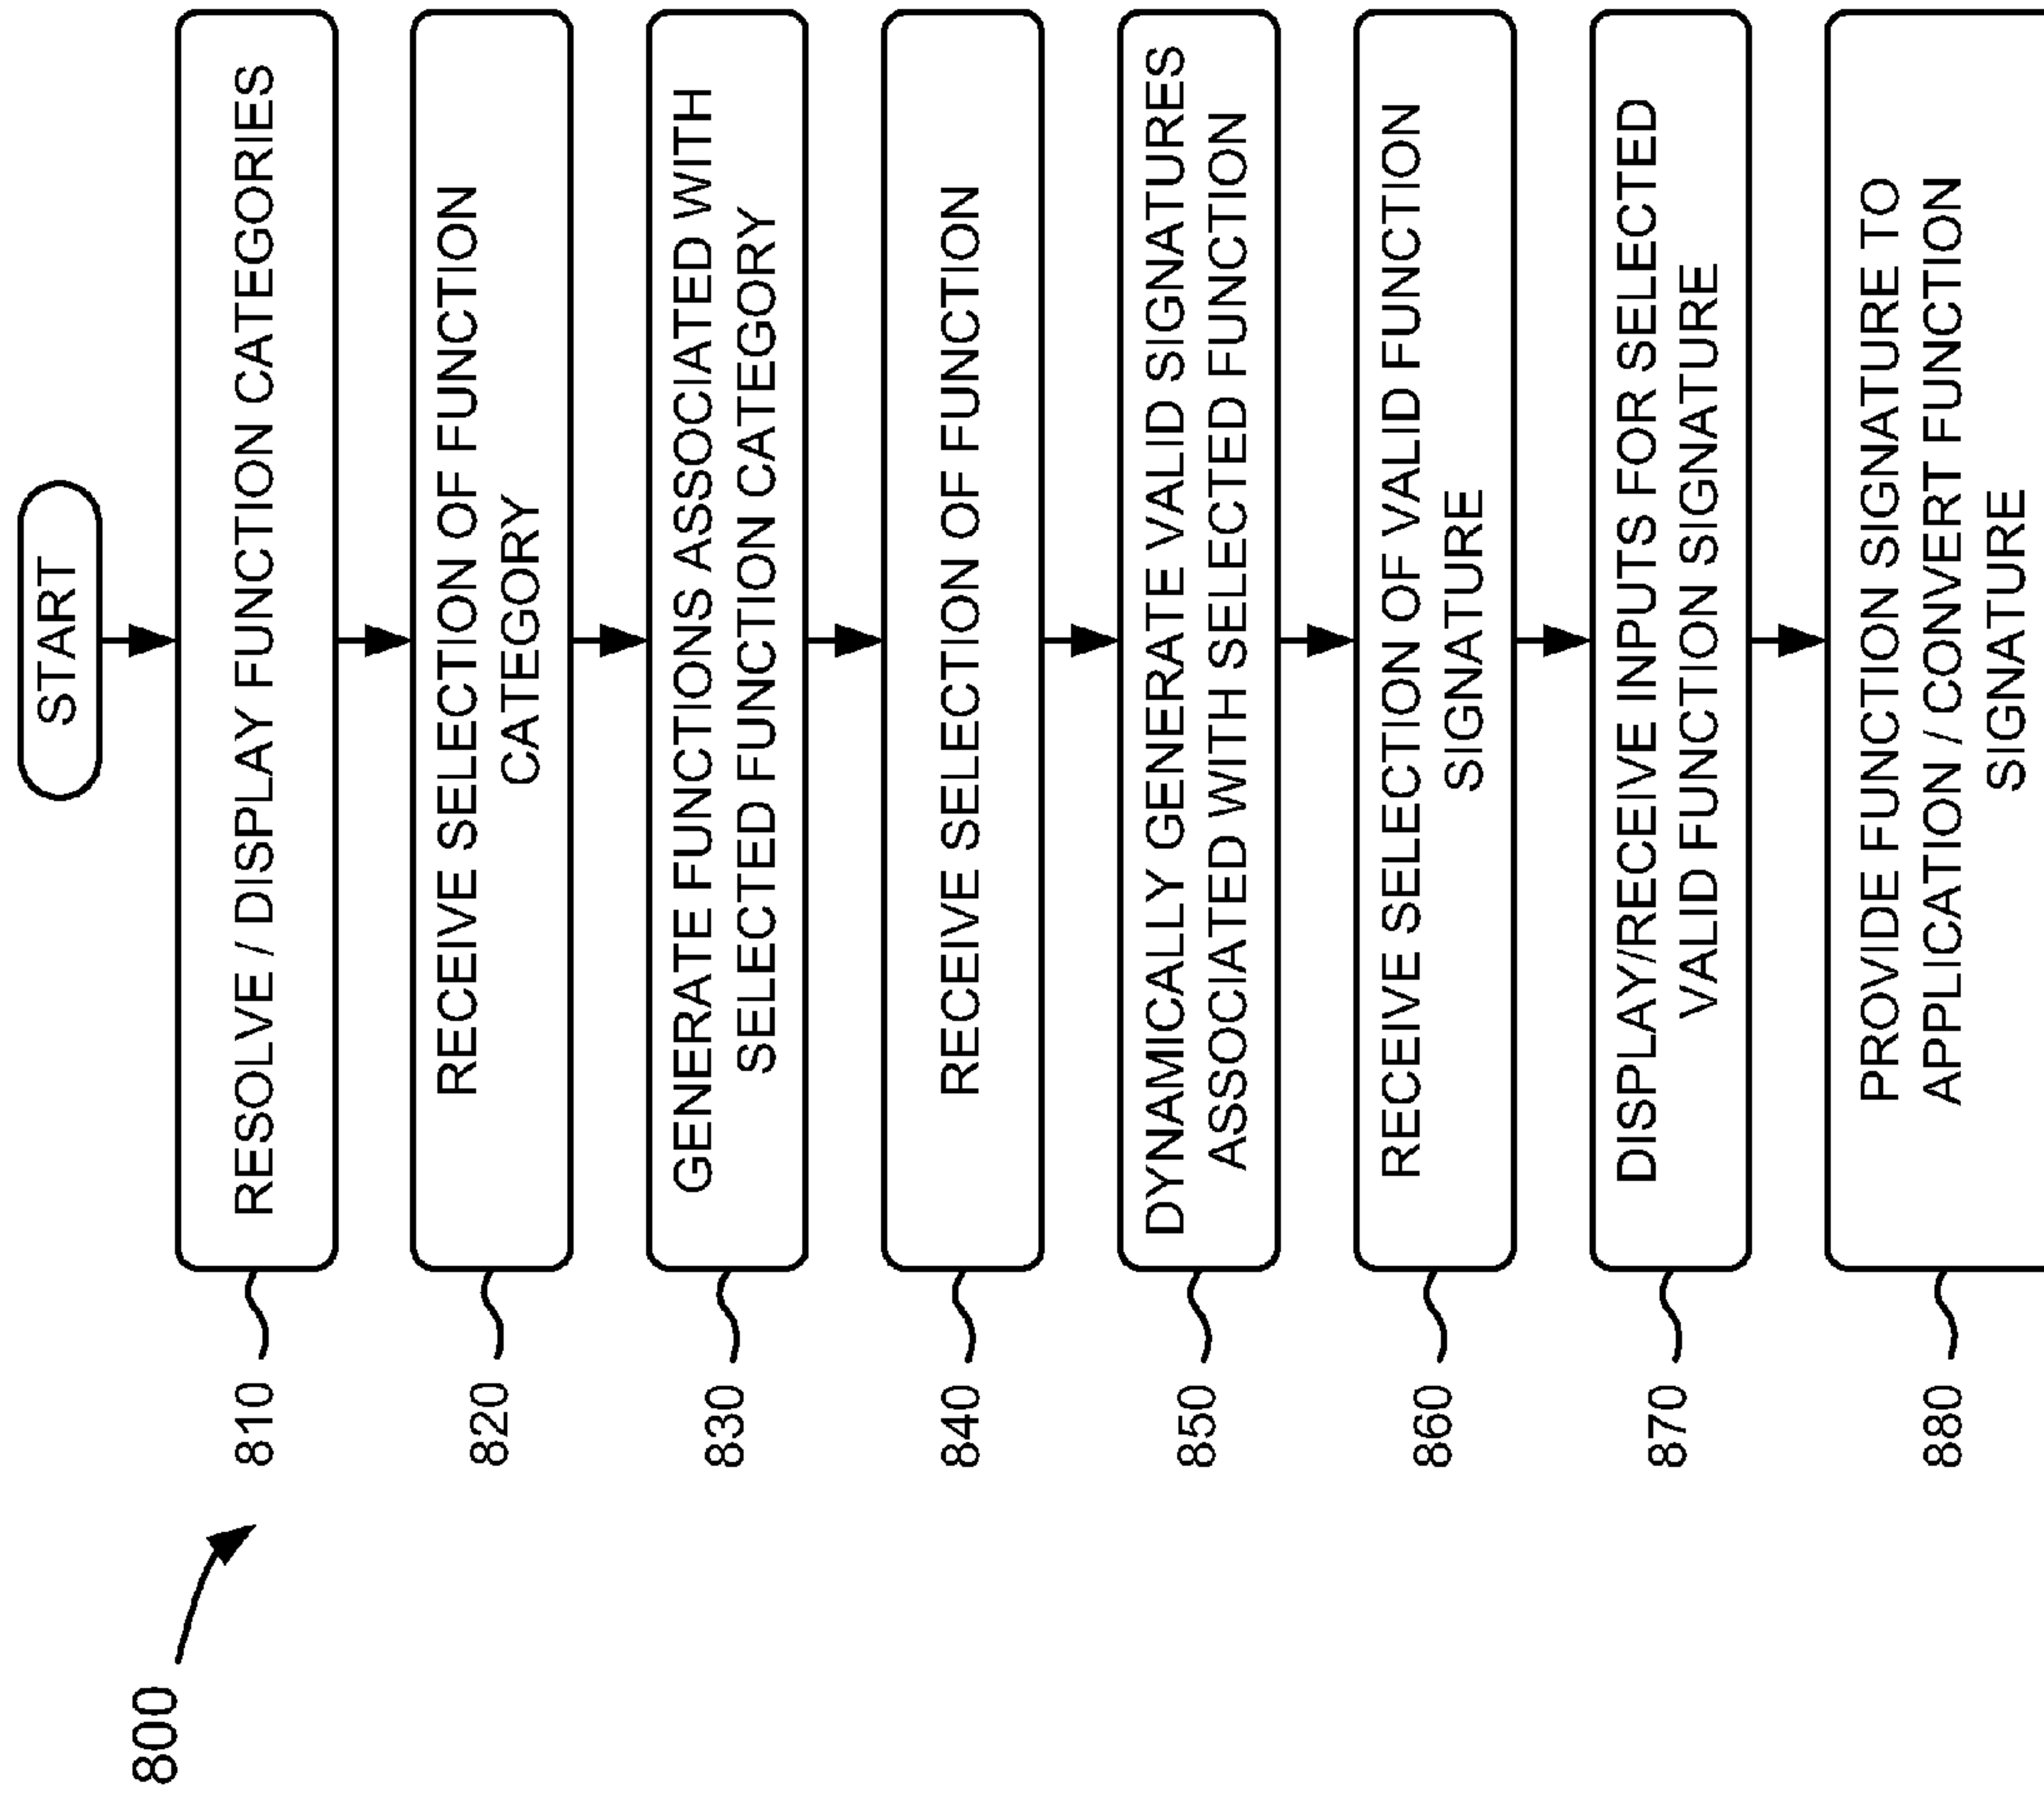 800
START
810
RESOLVE / DISPLAY FUNCTION CATEGORIES
820
RECEIVE SELECTION OF FUNCTION
CATEGORY
830
GENERATE FUNCTIONS ASSOCIATED WITH
SELECTED FUNCTION CATEGORY
840
RECEIVE SELECTION OF FUNCTION
850
DYNAMICALLY GENERATE VALID SIGNATURES
ASSOCIATED WITH SELECTED FUNCTION
860
RECEIVE SELECTION OF VALID FUNCTION
SIGNATURE
870
DISPLAY/RECEIVE INPUTS FOR SELECTED
VALID FUNCTION SIGNATURE
880
PROVIDE FUNCTION SIGNATURE TO
APPLICATION / CONVERT FUNCTION
SIGNATURE